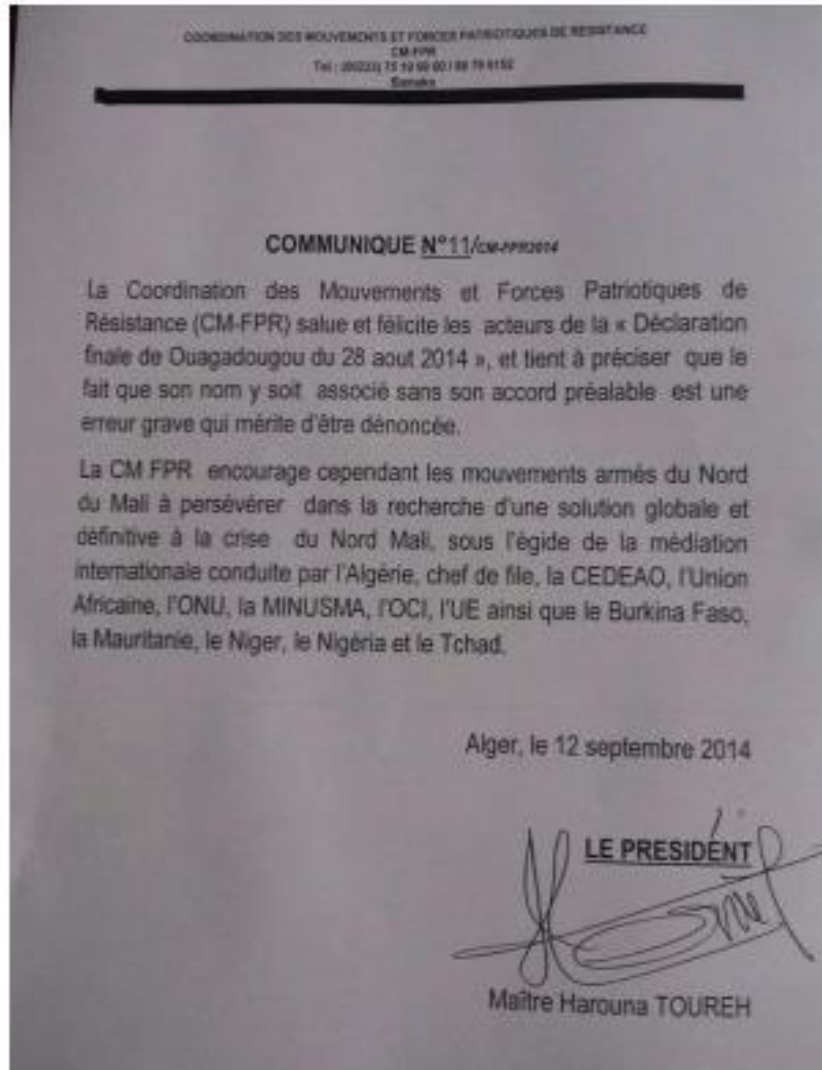 COORDINATION DES MOUVEMENTS ET FORCES PATRIOTIQUES DE RESISTANCE
CM-FPR
Bamako
COMMUNIQUE N°11/CM-FPR2014
La Coordination des Mouvements et Forces Patriotiques de
Résistance (CM-FPR) salue et félicite les acteurs de la « Déclaration
finale de Ouagadougou du 28 aout 2014 », et tient à préciser que le
fait que son nom y soit associé sans son accord préalable est une
erreur grave qui mérite d'être dénoncée.
La CM FPR encourage cependant les mouvements armés du Nord
du Mali à persévérer dans la recherche d'une solution globale et
définitive à la crise du Nord Mali, sous l'égide de la médiation
internationale conduite par l'Algérie, chef de file, la CEDEAO, l'Union
Africaine, l'ONU, la MINUSMA, l'OCI, l'UE ainsi que le Burkina Faso,
la Mauritanie, le Niger, le Nigéria et le Tchad.
Alger, le 12 septembre 2014
LE PRESIDENT
Maître Harouna TOUREH